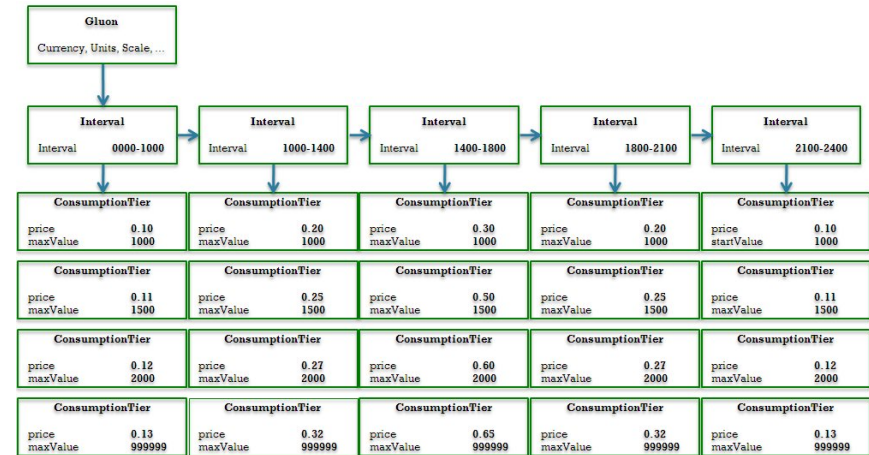 Gluon
Currency, Units, Scale, ...
Interval Interval Interval Interval Interval
Interval 0000-1000 Interval 1000-1400 Interval 1400-1800 Interval 1800-2100 Interval 2100-2400
ConsumptionTier ConsumptionTier ConsumptionTier ConsumptionTier ConsumptionTier
price 0.10 price 0.20 price 0.30 price 0.20 price 0.10
maxValue 1000 maxValue 1000 maxValue 1000 maxValue 1000 startValue 1000
ConsumptionTier ConsumptionTier ConsumptionTier ConsumptionTier ConsumptionTier
price 0.11 price 0.25 price 0.50 price 0.25 price 0.11
maxValue 1500 maxValue 1500 maxValue 1500 maxValue 1500 maxValue 1500
ConsumptionTier ConsumptionTier ConsumptionTier ConsumptionTier ConsumptionTier
price 0.12 price 0.27 price 0.60 price 0.27 price 0.12
maxValue 2000 maxValue 2000 maxValue 2000 maxValue 2000 maxValue 2000
ConsumptionTier ConsumptionTier ConsumptionTier ConsumptionTier ConsumptionTier
price 0.13 price 0.32 price 0.65 price 0.32 price 0.13
maxValue 999999 maxValue 999999 maxValue 999999 maxValue 999999 maxValue 999999